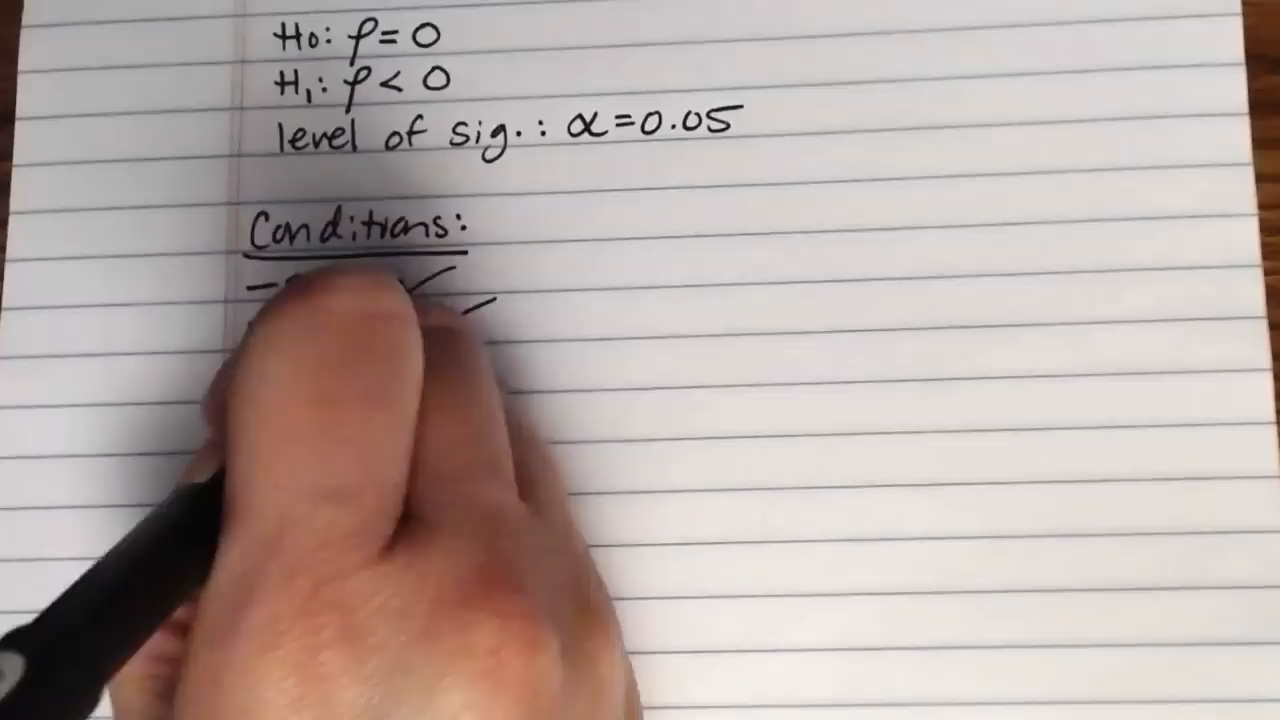 H0: ρ = 0
H1: ρ < 0
level of sig.: α = 0.05
Conditions:
- ✓